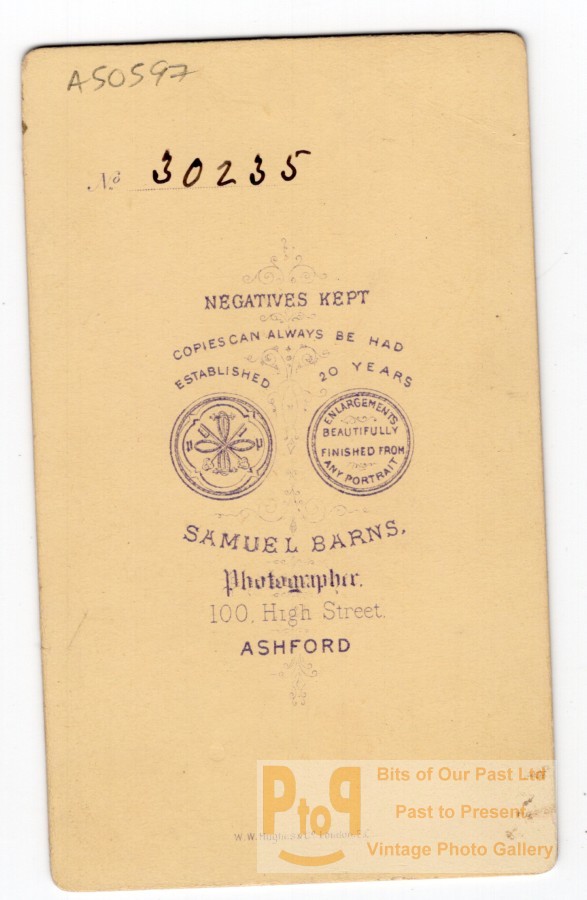 A50597
No 30235
NEGATIVES KEPT
COPIES CAN ALWAYS BE HAD
ESTABLISHED 20 YEARS
ENLARGEMENTS
BEAUTIFULLY
FINISHED FROM
ANY PORTRAIT
SAMUEL BARNS,
Photographer.
100, High Street.
ASHFORD
PtoP
Bits of Our Past Ltd
Past to Present
Vintage Photo Gallery